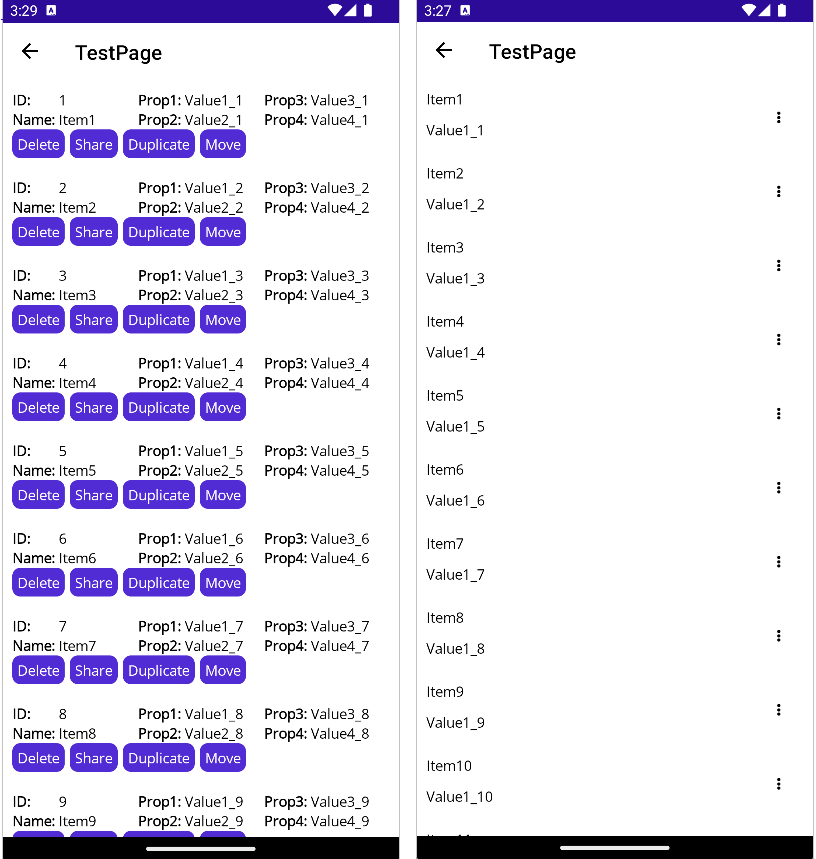 3:29 A
TestPage
ID: 1 Prop1: Value1_1 Prop3: Value3_1
Name: Item1 Prop2: Value2_1 Prop4: Value4_1
Delete Share Duplicate Move
ID: 2 Prop1: Value1_2 Prop3: Value3_2
Name: Item2 Prop2: Value2_2 Prop4: Value4_2
Delete Share Duplicate Move
ID: 3 Prop1: Value1_3 Prop3: Value3_3
Name: Item3 Prop2: Value2_3 Prop4: Value4_3
Delete Share Duplicate Move
ID: 4 Prop1: Value1_4 Prop3: Value3_4
Name: Item4 Prop2: Value2_4 Prop4: Value4_4
Delete Share Duplicate Move
ID: 5 Prop1: Value1_5 Prop3: Value3_5
Name: Item5 Prop2: Value2_5 Prop4: Value4_5
Delete Share Duplicate Move
ID: 6 Prop1: Value1_6 Prop3: Value3_6
Name: Item6 Prop2: Value2_6 Prop4: Value4_6
Delete Share Duplicate Move
ID: 7 Prop1: Value1_7 Prop3: Value3_7
Name: Item7 Prop2: Value2_7 Prop4: Value4_7
Delete Share Duplicate Move
ID: 8 Prop1: Value1_8 Prop3: Value3_8
Name: Item8 Prop2: Value2_8 Prop4: Value4_8
Delete Share Duplicate Move
ID: 9 Prop1: Value1_9 Prop3: Value3_9
Name: Item9 Prop2: Value2_9 Prop4: Value4_9
3:27 A
TestPage
Item1
Value1_1
Item2
Value1_2
Item3
Value1_3
Item4
Value1_4
Item5
Value1_5
Item6
Value1_6
Item7
Value1_7
Item8
Value1_8
Item9
Value1_9
Item10
Value1_10